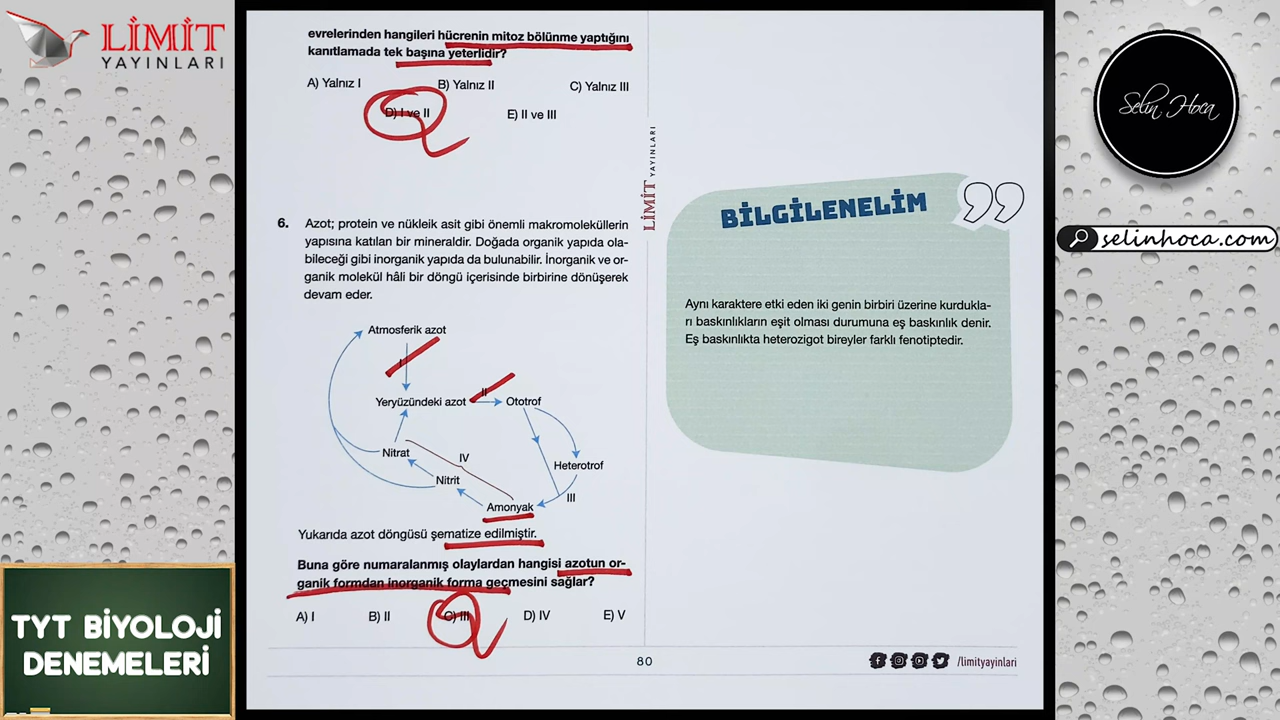 LİMİT
YAYINLARI
evrelerinden hangileri hücrenin mitoz bölünme yaptığını
kanıtlamada tek başına yeterlidir?
A) Yalnız I
B) Yalnız II
C) Yalnız III
D) I ve II
E) II ve III
6. Azot; protein ve nükleik asit gibi önemli makromoleküllerin
yapısına katılan bir mineraldir. Doğada organik yapıda ola-
bileceği gibi inorganik yapıda da bulunabilir. İnorganik ve or-
ganik molekül hâli bir döngü içerisinde birbirine dönüşerek
devam eder.
Atmosferik azot
I
Yeryüzündeki azot
II
Ototrof
Nitrat
IV
Heterotrof
Nitrit
III
Amonyak
Yukarıda azot döngüsü şematize edilmiştir.
Buna göre numaralanmış olaylardan hangisi azotun or-
ganik formdan inorganik forma geçmesini sağlar?
A) I
B) II
C) III
D) IV
E) V
LİMİT YAYINLARI
BİLGİLENELİM
Aynı karaktere etki eden iki genin birbiri üzerine kurdukla-
rı baskınlıkların eşit olması durumuna eş baskınlık denir.
Eş baskınlıkta heterozigot bireyler farklı fenotiptedir.
80
/limityayinlari
Selin Hoca
selinhoca.com
TYT BİYOLOJİ
DENEMELERİ